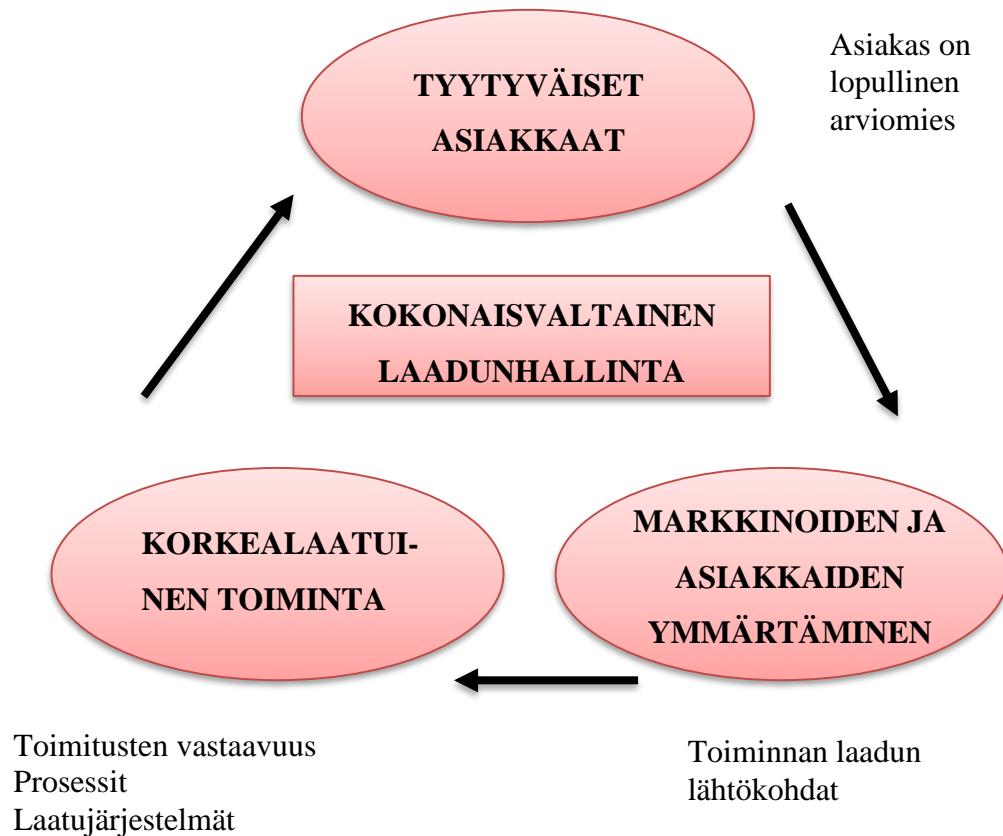 TYYTYVÄISET
ASIAKKAAT
Asiakas on
lopullinen
arviomies
KOKONAISVALTAINEN
LAADUNHALLINTA
KORKEALAATUI-
NEN TOIMINTA
MARKKINOIDEN JA
ASIAKKAIDEN
YMMÄRTÄMINEN
Toimitusten vastaavuus
Prosessit
Laatujärjestelmät
Toiminnan laadun
lähtökohdat